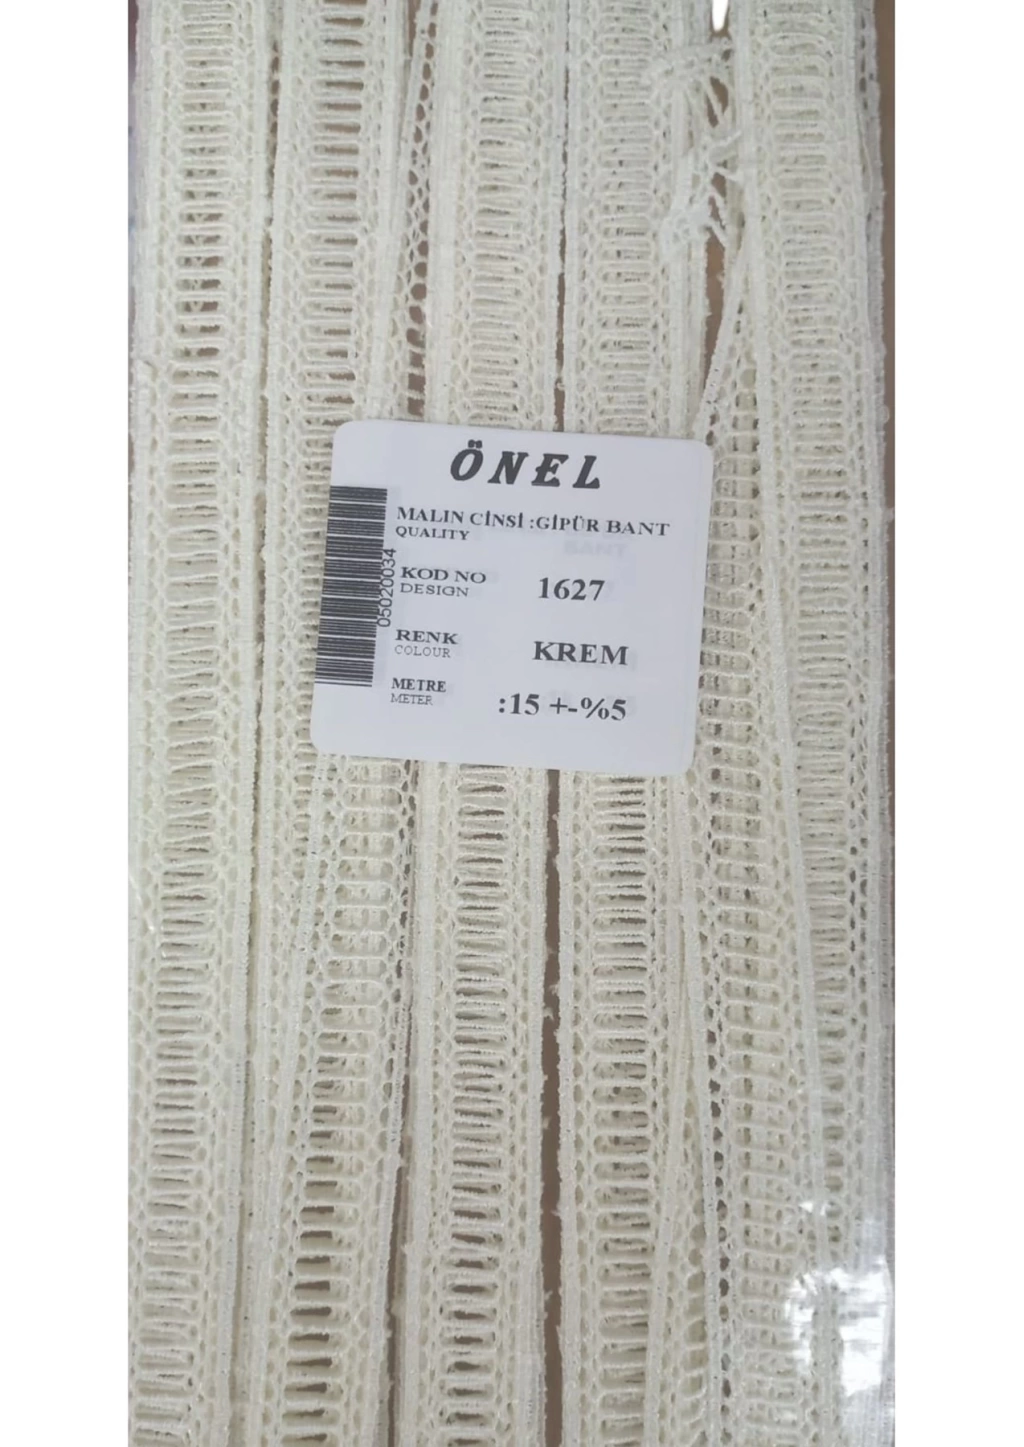 ÖNEL
MALIN CİNSİ :GİPÜR BANT
QUALITY
KOD NO
DESIGN
1627
RENK
COLOUR
KREM
METRE
METER
:15 +-%5
05020034